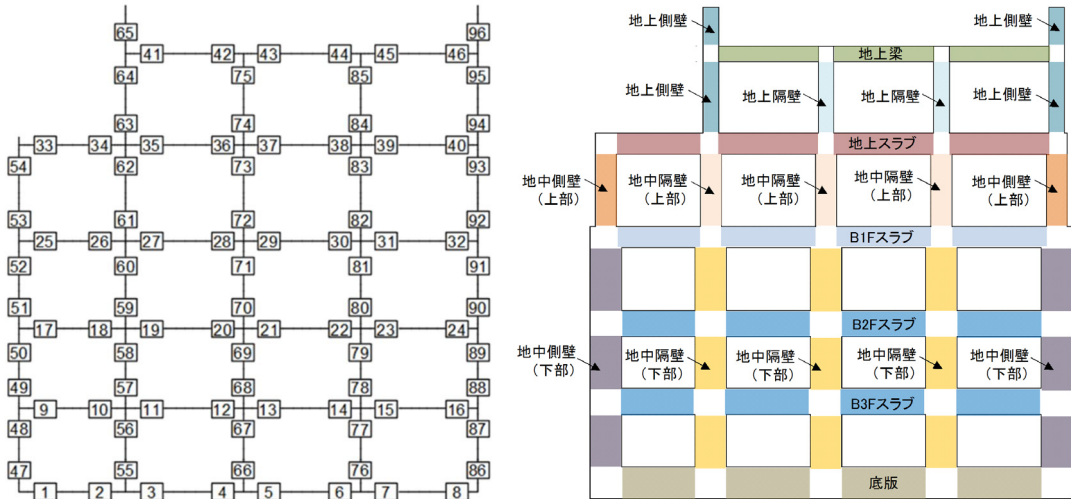 65 96
41 42 43 44 45 46
64 75 85 95
63 74 84 94
33 34 35 36 37 38 39 40
54 62 73 83 93
53 61 72 82 92
25 26 27 28 29 30 31 32
52 60 71 81 91
51 59 70 80 90
17 18 19 20 21 22 23 24
50 58 69 79 89
49 57 68 78 88
9 10 11 12 13 14 15 16
48 56 67 77 87
47 55 66 76 86
1 2 3 4 5 6 7 8
地上側壁
地上側壁
地上梁
地上側壁
地上隔壁
地上隔壁
地上側壁
地上スラブ
地中側壁
(上部)
地中隔壁
(上部)
地中隔壁
(上部)
地中隔壁
(上部)
地中側壁
(上部)
B1Fスラブ
B2Fスラブ
地中側壁
(下部)
地中隔壁
(下部)
地中隔壁
(下部)
地中隔壁
(下部)
地中側壁
(下部)
B3Fスラブ
底版